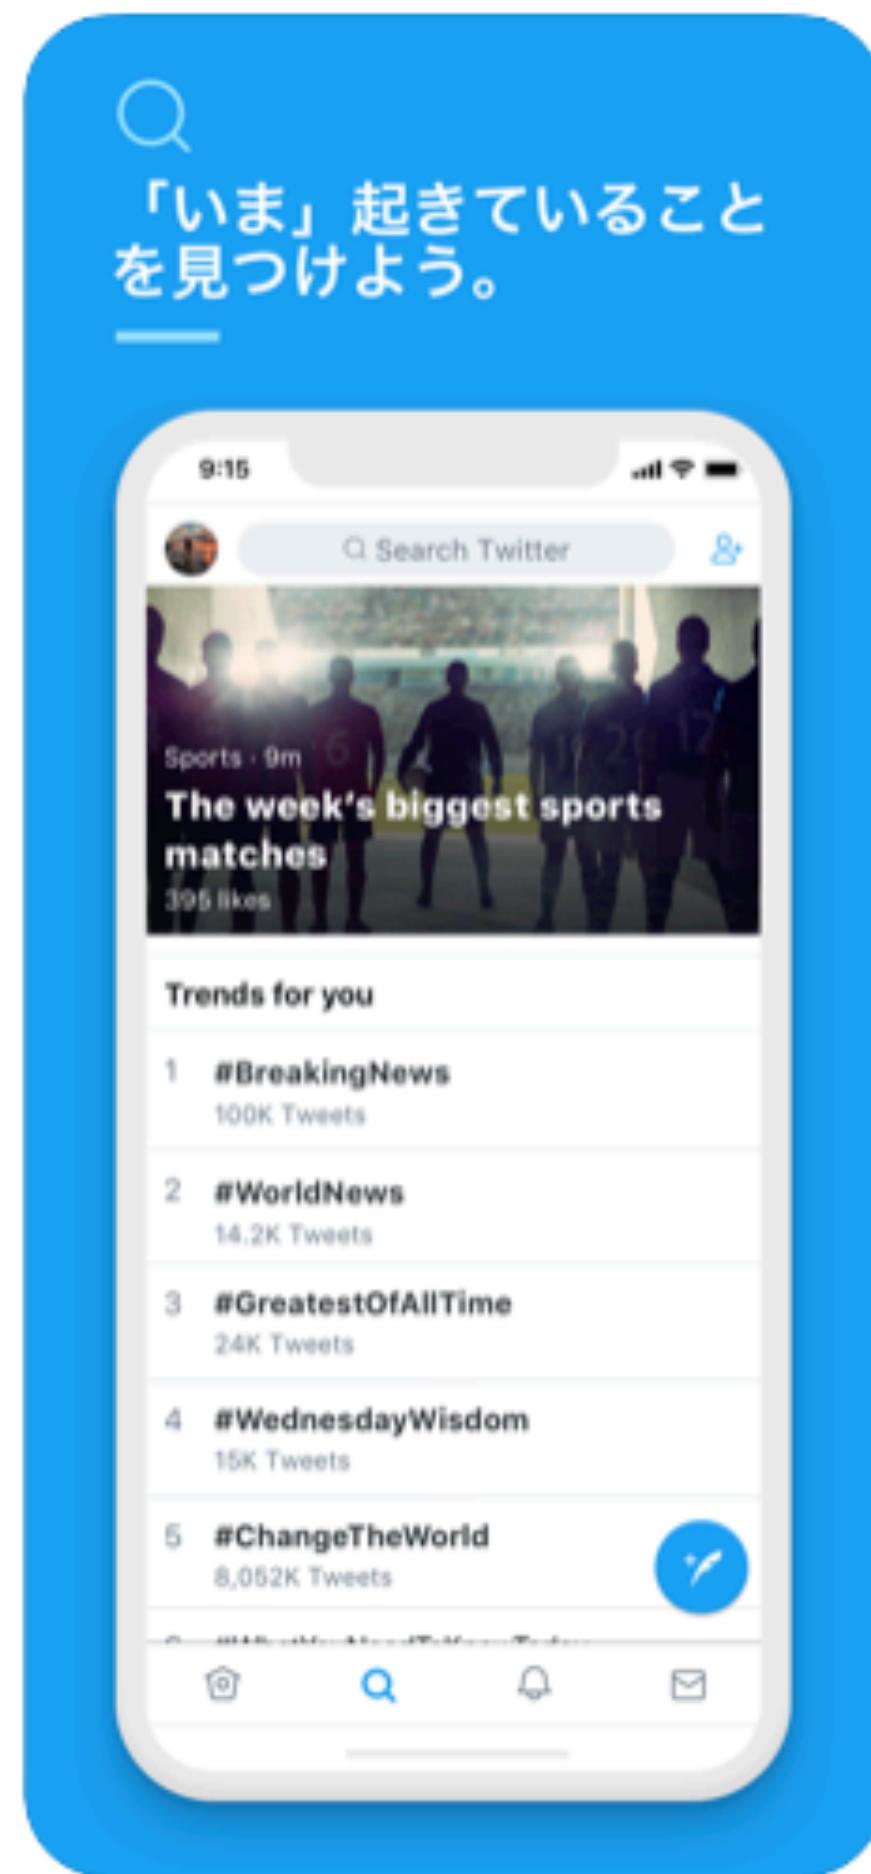 「いま」起きていること
を見つけよう。
9:15
Search Twitter
Sports · 9m
The week's biggest sports
matches
395 likes
Trends for you
1 #BreakingNews
100K Tweets
2 #WorldNews
14.2K Tweets
3 #GreatestOfAllTime
24K Tweets
4 #WednesdayWisdom
15K Tweets
5 #ChangeTheWorld
8,052K Tweets